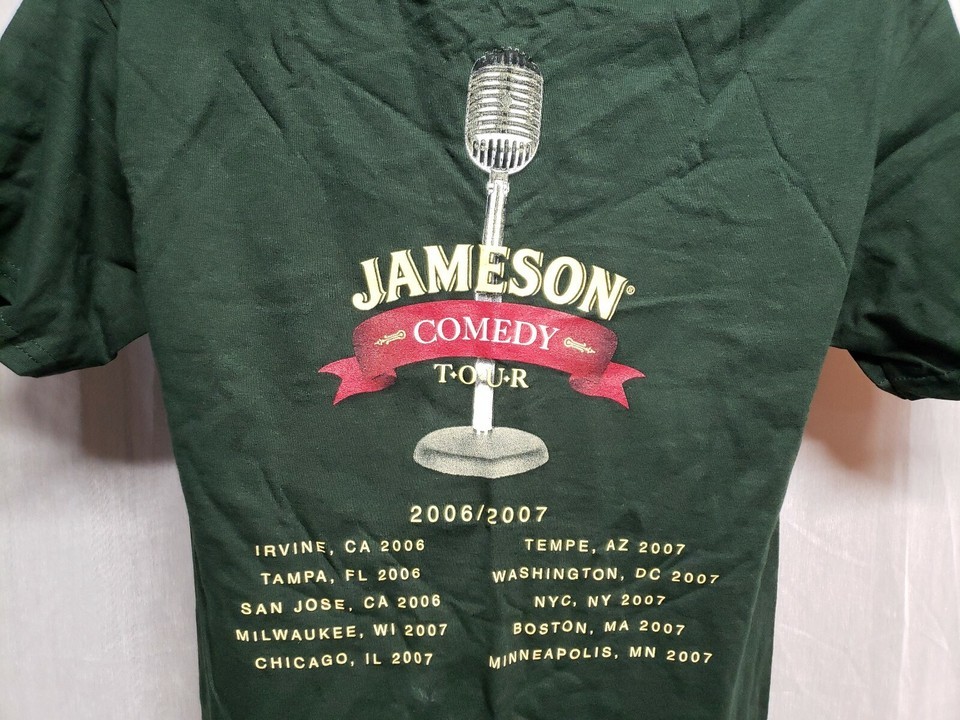 JAMESON®
COMEDY
T•O•U•R
2006/2007
IRVINE, CA 2006
TAMPA, FL 2006
SAN JOSE, CA 2006
MILWAUKEE, WI 2007
CHICAGO, IL 2007
TEMPE, AZ 2007
WASHINGTON, DC 2007
NYC, NY 2007
BOSTON, MA 2007
MINNEAPOLIS, MN 2007